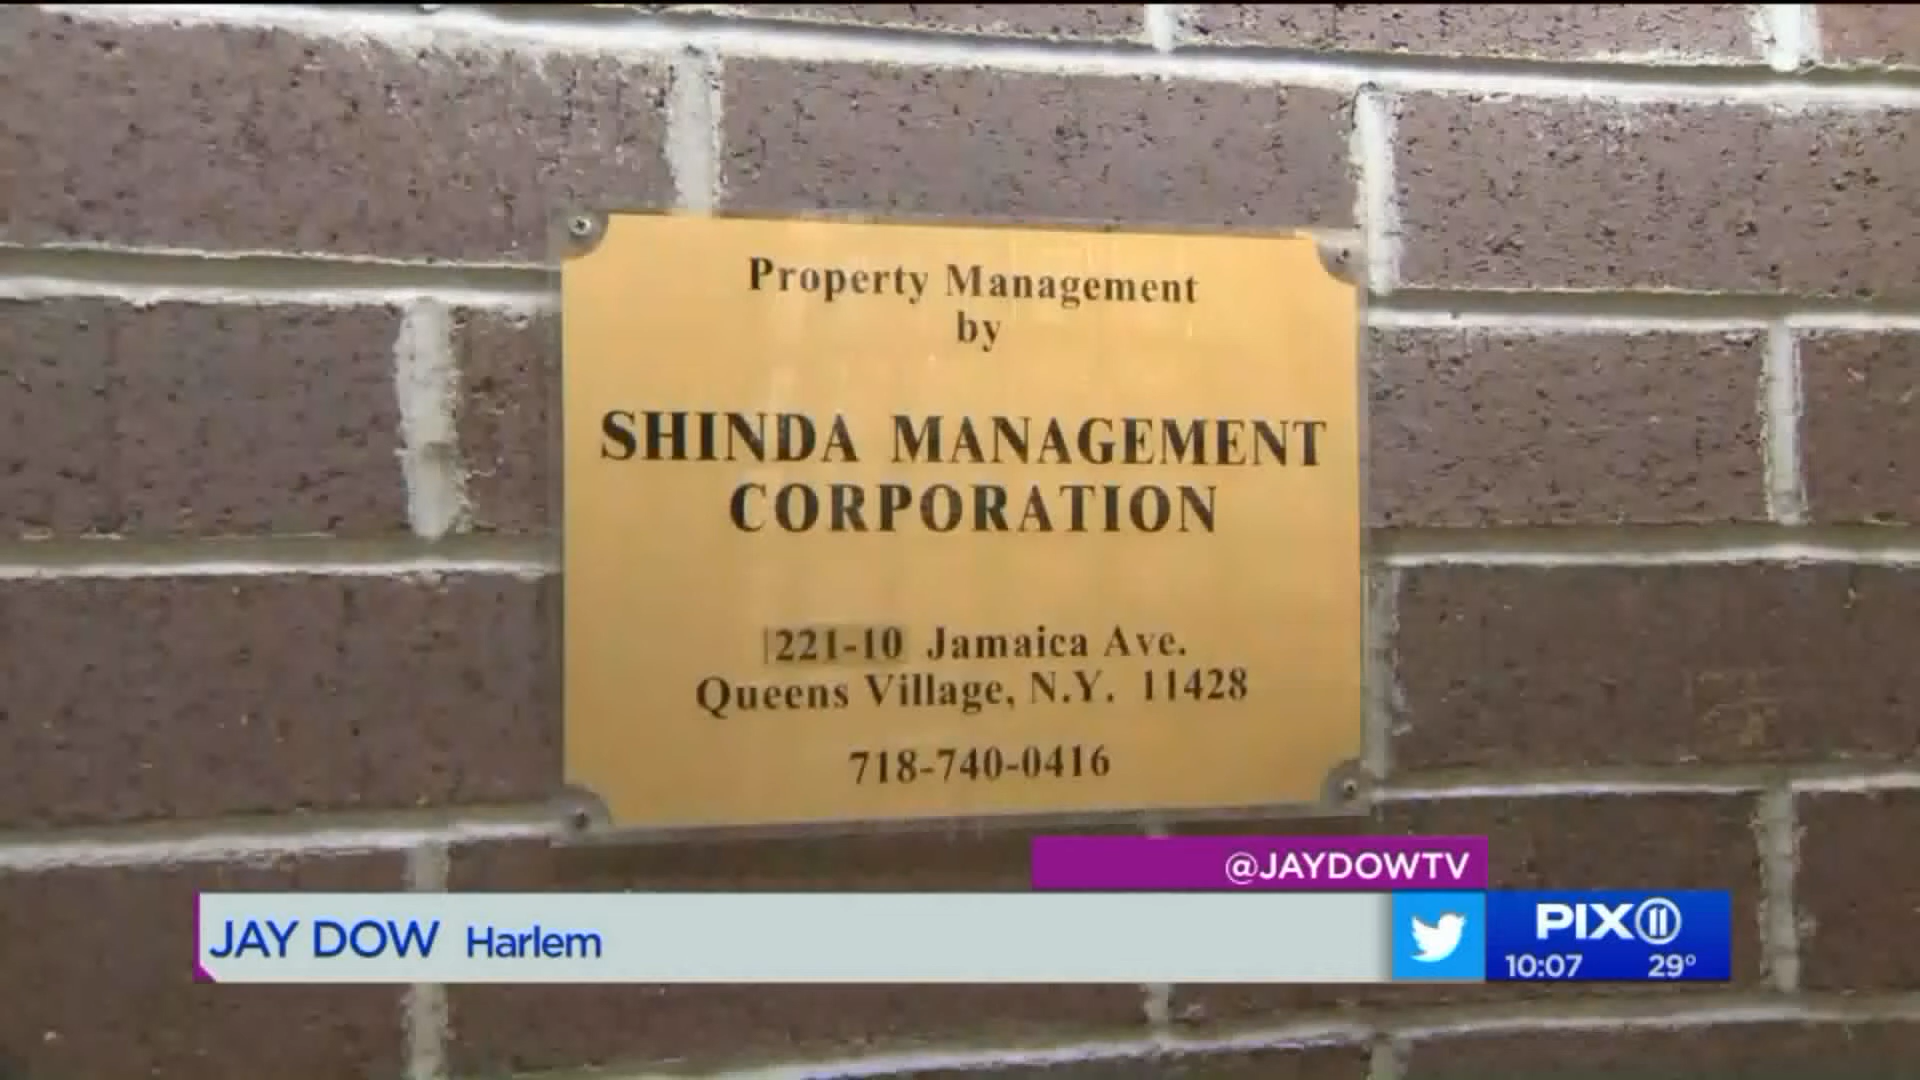 Property Management
by
SHINDA MANAGEMENT
CORPORATION
221-10 Jamaica Ave.
Queens Village, N.Y. 11428
718-740-0416
@JAYDOWTV
JAY DOW Harlem
PIX11
10:07 29°